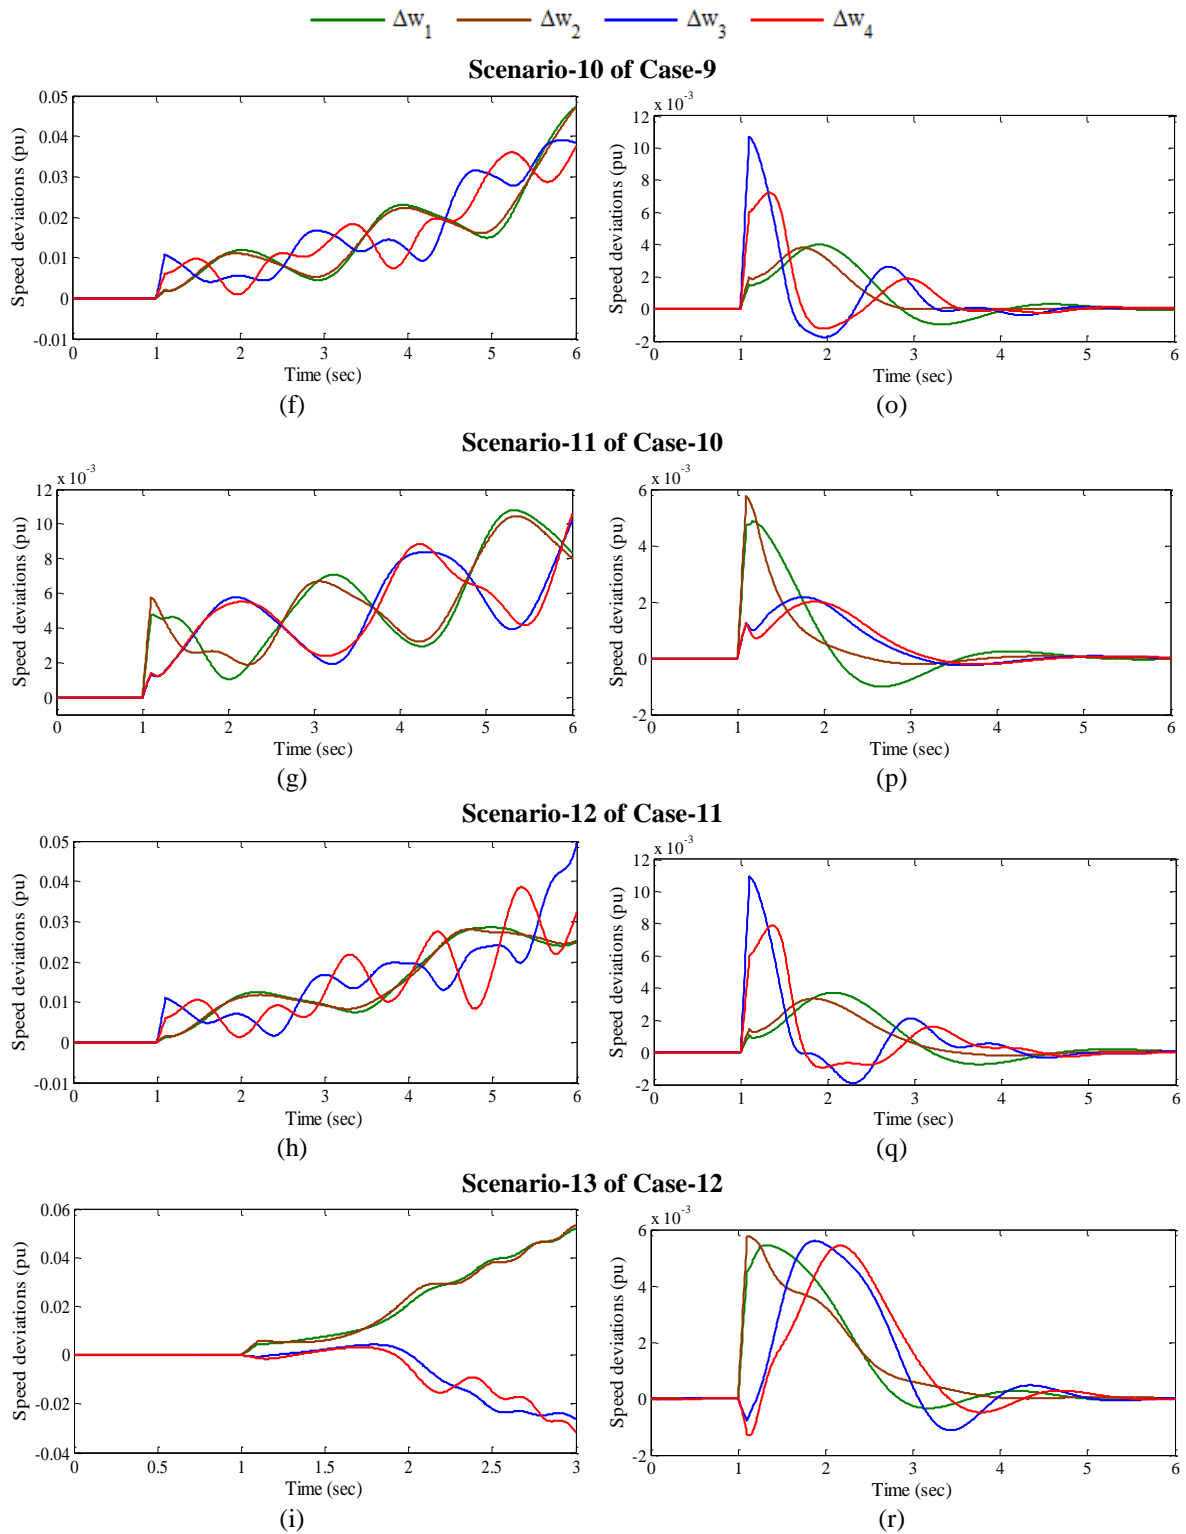 Δw1 Δw2 Δw3 Δw4
Scenario-10 of Case-9
0.05
0.04
0.03
0.02
0.01
0
-0.01
Speed deviations (pu)
0 1 2 3 4 5 6
Time (sec)
(f)
x 10-3
12
10
8
6
4
2
0
-2
Speed deviations (pu)
0 1 2 3 4 5 6
Time (sec)
(o)
Scenario-11 of Case-10
x 10-3
12
10
8
6
4
2
0
Speed deviations (pu)
0 1 2 3 4 5 6
Time (sec)
(g)
x 10-3
6
4
2
0
-2
Speed deviations (pu)
0 1 2 3 4 5 6
Time (sec)
(p)
Scenario-12 of Case-11
0.05
0.04
0.03
0.02
0.01
0
-0.01
Speed deviations (pu)
0 1 2 3 4 5 6
Time (sec)
(h)
x 10-3
12
10
8
6
4
2
0
-2
Speed deviations (pu)
0 1 2 3 4 5 6
Time (sec)
(q)
Scenario-13 of Case-12
0.06
0.04
0.02
0
-0.02
-0.04
Speed deviations (pu)
0 0.5 1 1.5 2 2.5 3
Time (sec)
(i)
x 10-3
6
4
2
0
-2
Speed deviations (pu)
0 1 2 3 4 5 6
Time (sec)
(r)